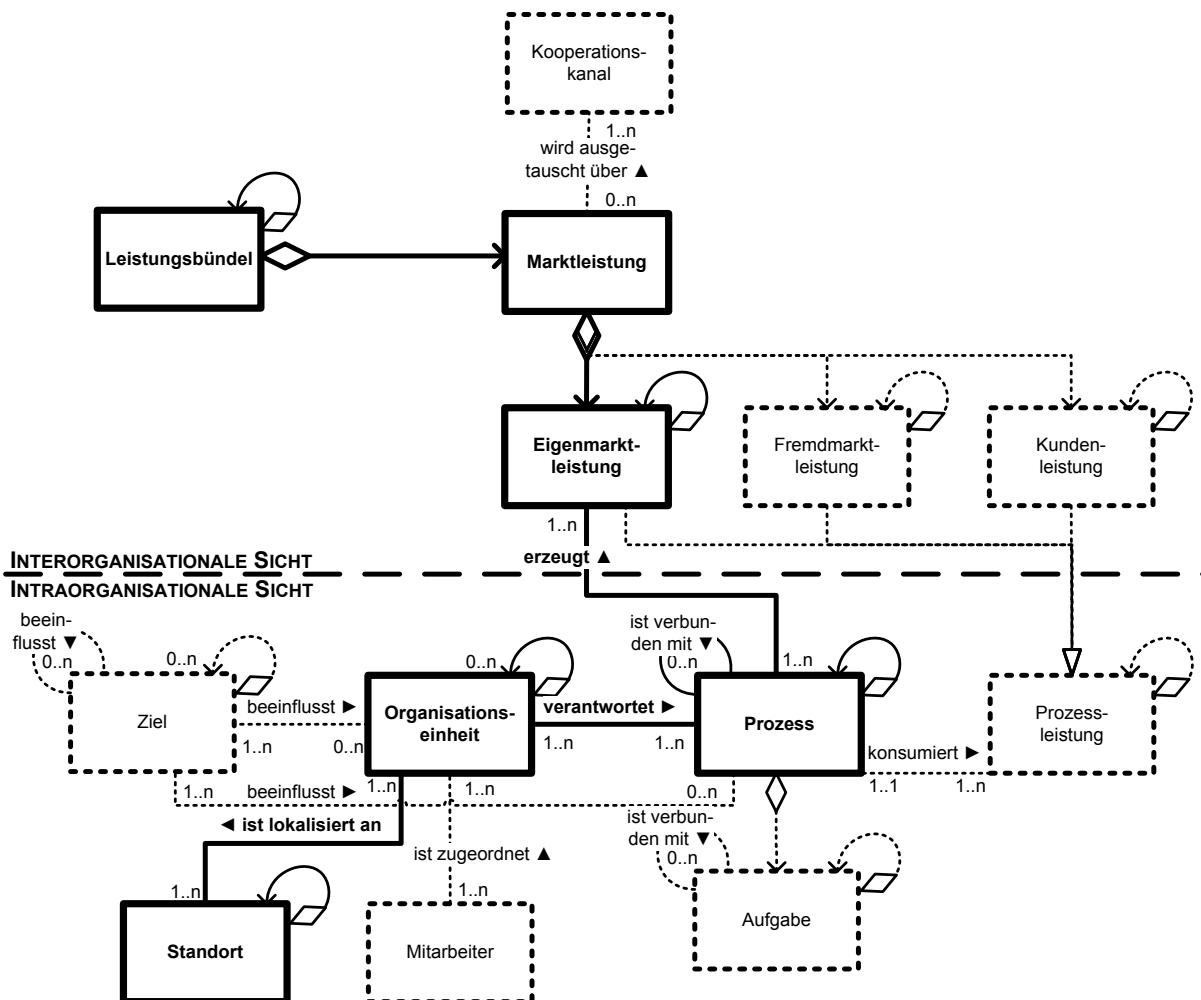 Kooperations-
kanal
1..n
wird ausge-
tauscht über ▲
0..n
Leistungsbündel
Marktleistung
Eigenmarkt-
leistung
Fremdmarkt-
leistung
Kunden-
leistung
1..n
erzeugt ▲
INTERORGANISATIONALE SICHT
INTRAORGANISATIONALE SICHT
beein-
flusst ▼
0..n
0..n
Ziel
beeinflusst ►
1..n
0..n
0..n
Organisations-
einheit
verantwortet ►
1..n
1..n
ist verbun-
den mit ▼
0..n
1..n
Prozess
konsumiert ►
1..1
1..n
Prozess-
leistung
1..n
beeinflusst ►
1..n
1..n
0..n
◄ ist lokalisiert an
ist zugeordnet ▲
1..n
1..n
ist verbun-
den mit ▼
0..n
Aufgabe
Standort
Mitarbeiter